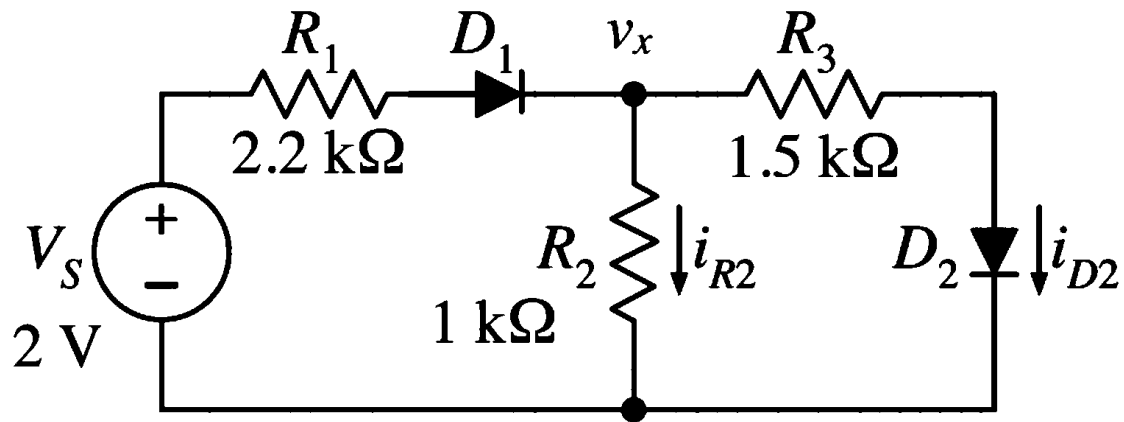 R1 D1 vx R3
2.2 kΩ 1.5 kΩ
+
VS R2 iR2 D2 iD2
−
2 V 1 kΩ